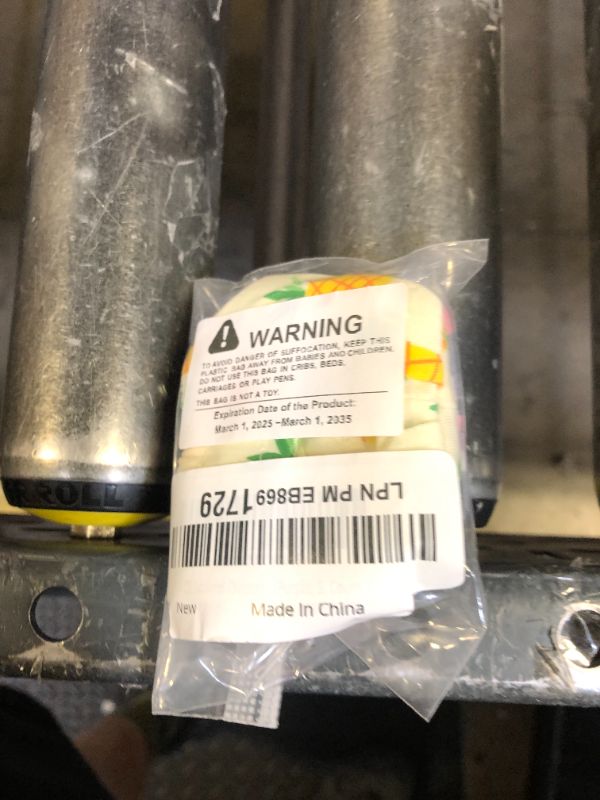 WARNING
TO AVOID DANGER OF SUFFOCATION, KEEP THIS
PLASTIC BAG AWAY FROM BABIES AND CHILDREN.
DO NOT USE THIS BAG IN CRIBS, BEDS,
CARRIAGES OR PLAY PENS.
THIS BAG IS NOT A TOY.
Expiration Date of the Product:
March 1, 2025 –March 1, 2035
LPN PM EB8691729
New
Made In China
ROLL